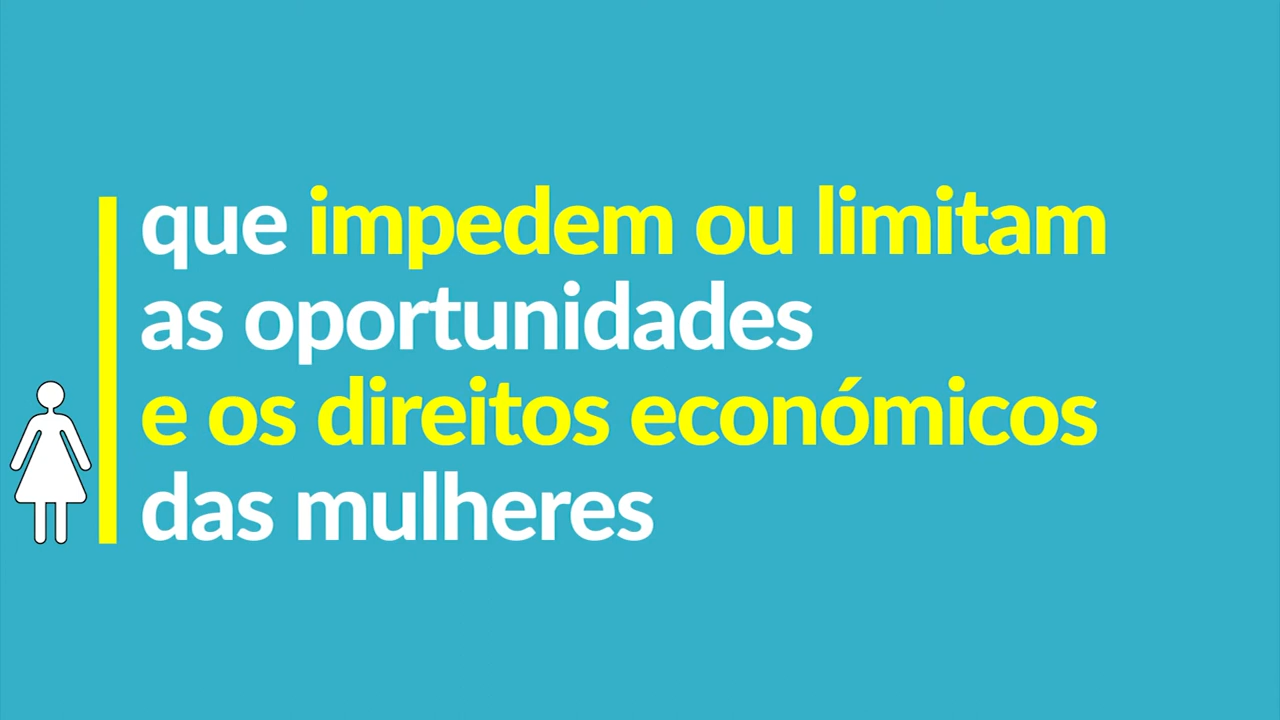 que impedem ou limitam
as oportunidades
e os direitos económicos
das mulheres